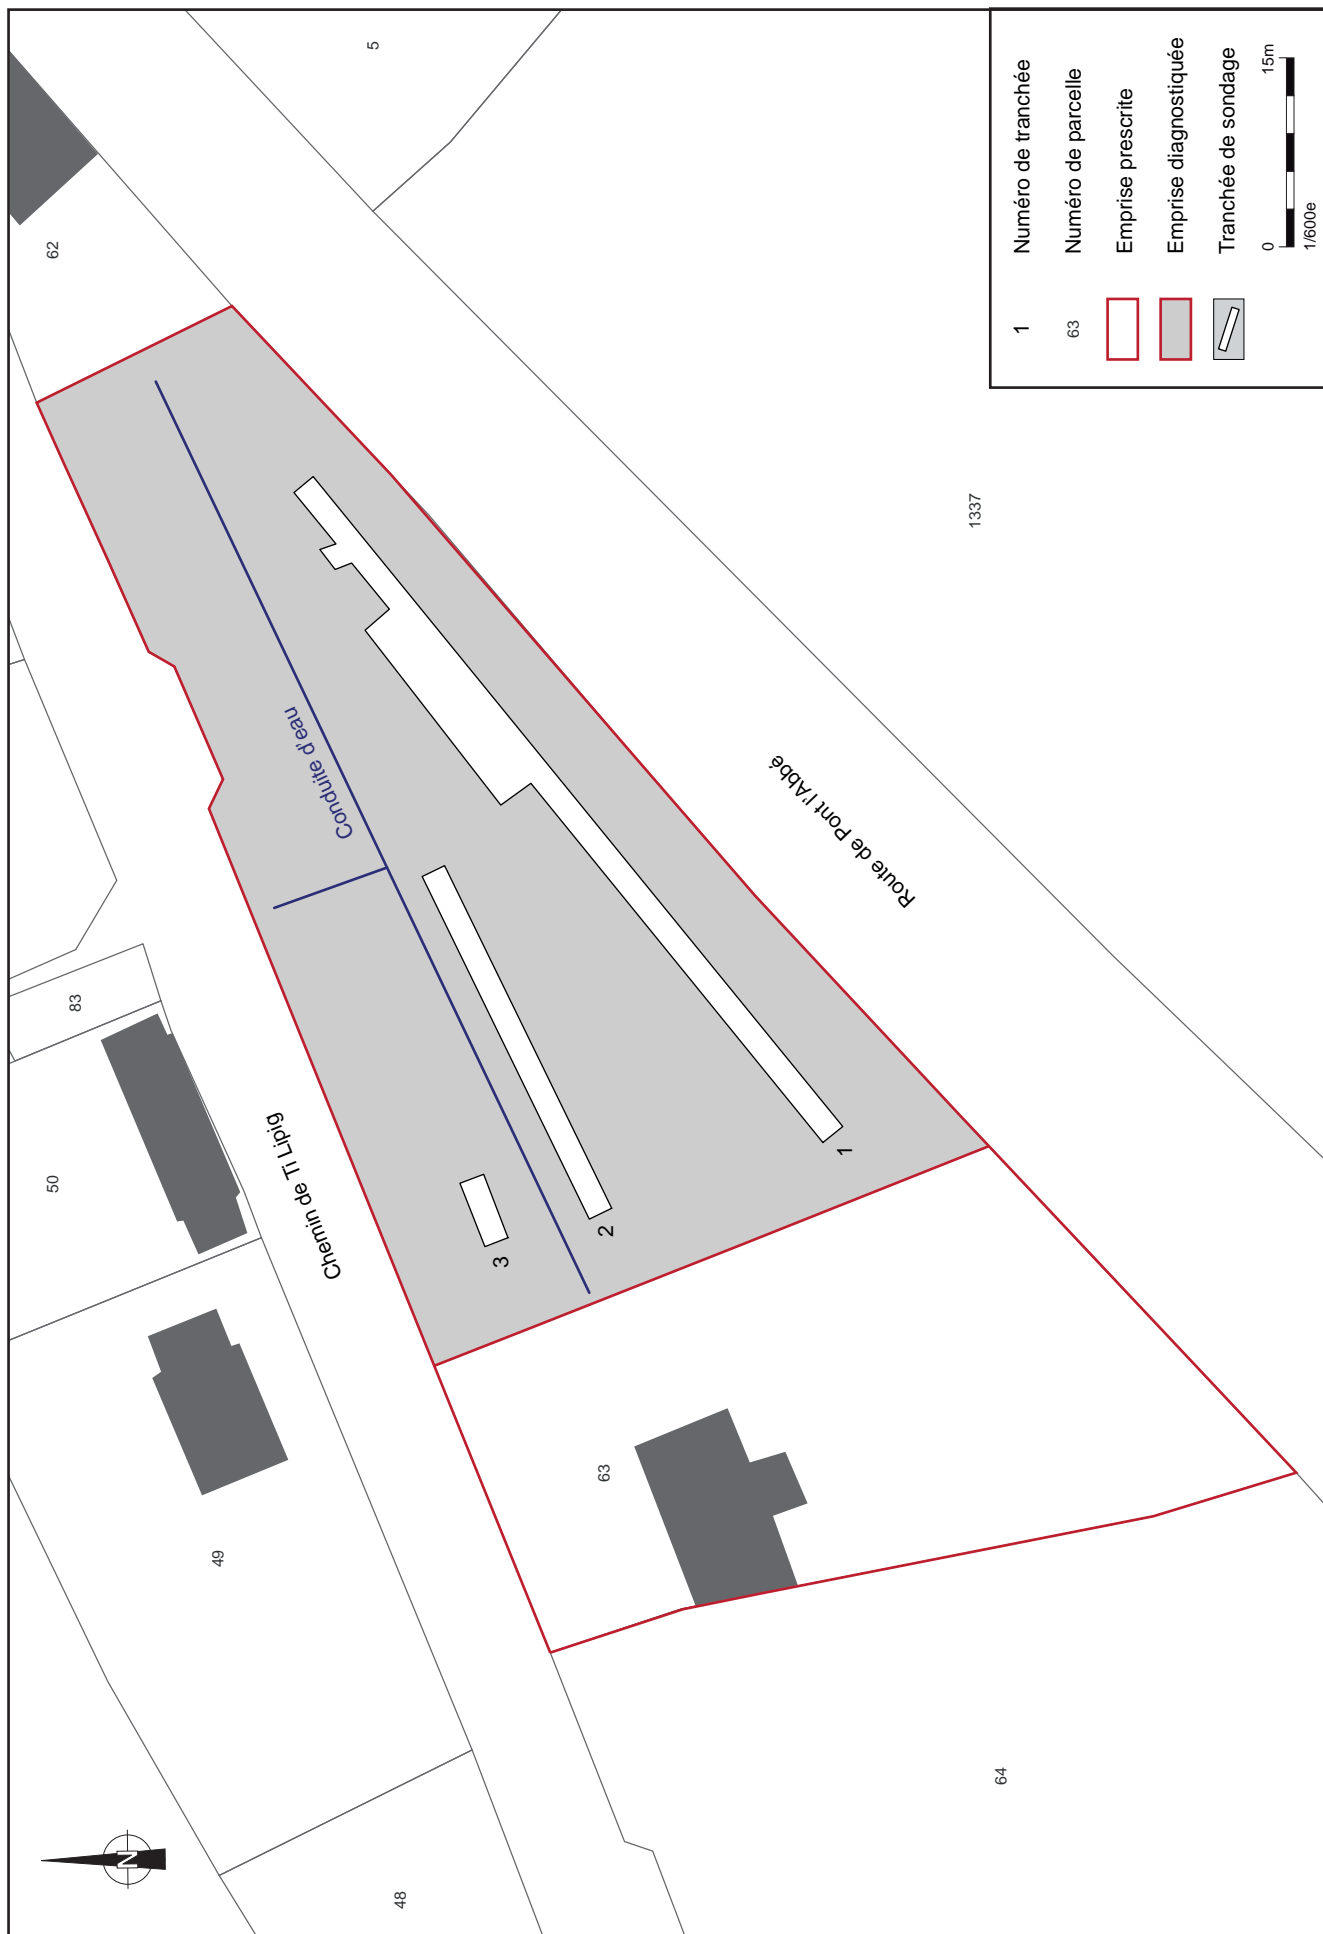 48
49
50
83
62
5
Chemin de Ti Lipig
Conduite d'eau
3
2
1
63
Route de Pont l'Abbé
64
1337
N
1 Numéro de tranchée
63 Numéro de parcelle
Emprise prescrite
Emprise diagnostiquée
Tranchée de sondage
0 15m
1/600e